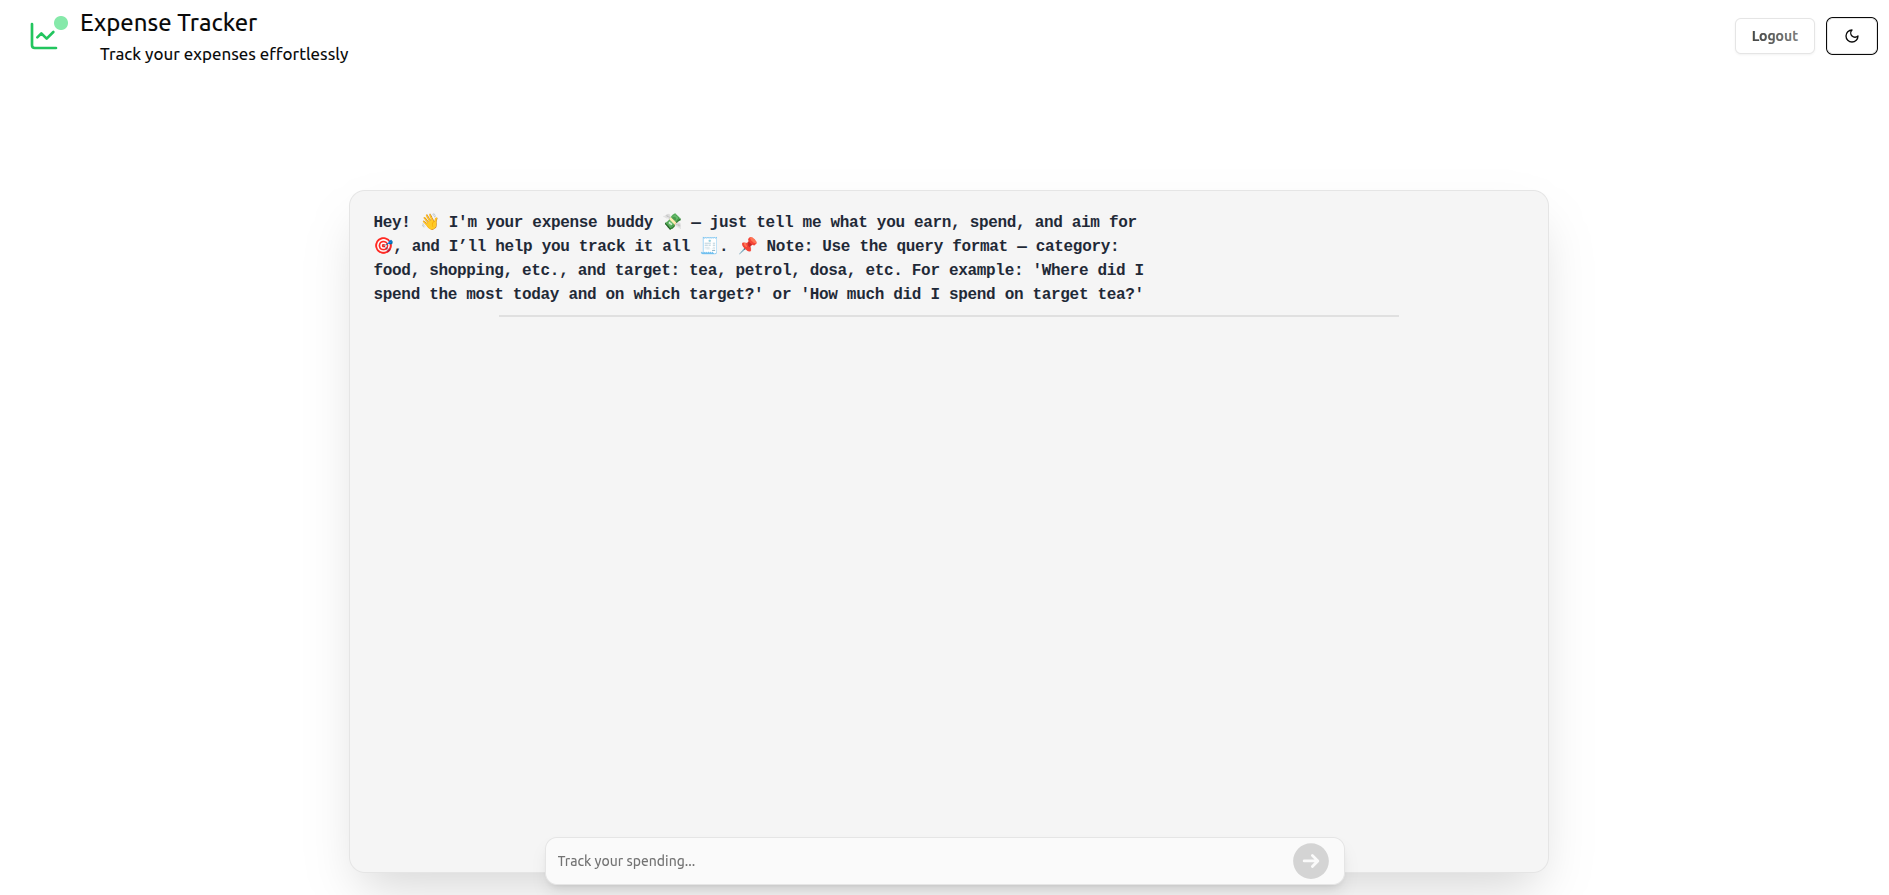 Expense Tracker
Track your expenses effortlessly
Logout
Hey! 👋 I'm your expense buddy 💸 — just tell me what you earn, spend, and aim for
🎯, and I’ll help you track it all 🧾. 📌 Note: Use the query format — category:
food, shopping, etc., and target: tea, petrol, dosa, etc. For example: 'Where did I
spend the most today and on which target?' or 'How much did I spend on target tea?'
Track your spending...